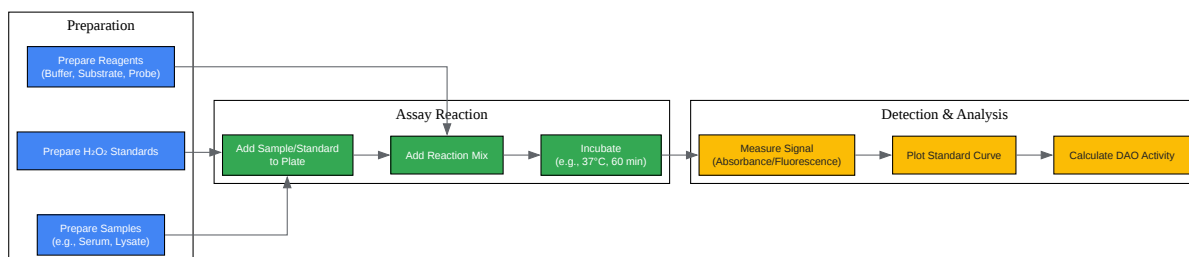 Preparation
Prepare Reagents
(Buffer, Substrate, Probe)
Prepare H₂O₂ Standards
Prepare Samples
(e.g., Serum, Lysate)
Assay Reaction
Add Sample/Standard
to Plate
Add Reaction Mix
Incubate
(e.g., 37°C, 60 min)
Detection & Analysis
Measure Signal
(Absorbance/Fluorescence)
Plot Standard Curve
Calculate DAO Activity